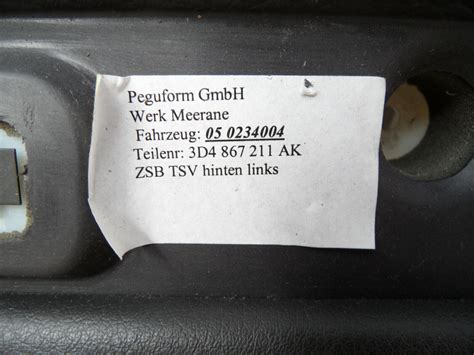 Peguform GmbH
Werk Meerane
Fahrzeug: 05 0234004
Teilenr: 3D4 867 211 AK
ZSB TSV hinten links